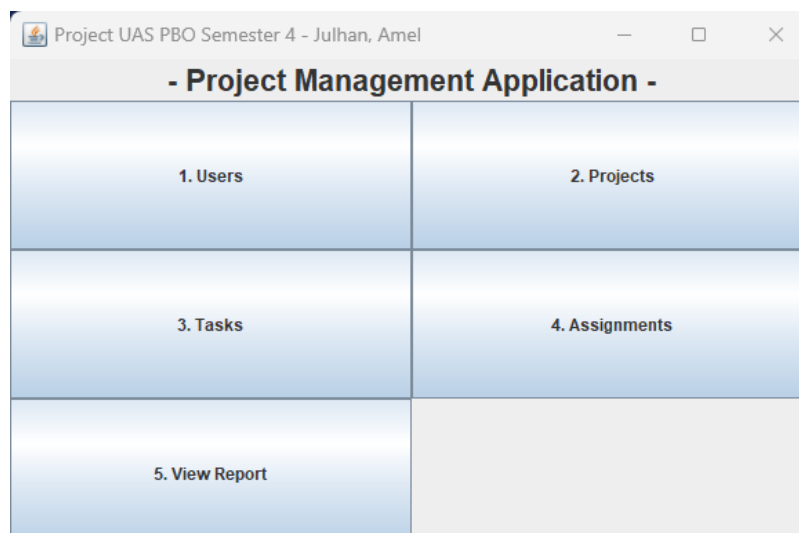 Project UAS PBO Semester 4 - Julhan, Amel
- Project Management Application -
1. Users
2. Projects
3. Tasks
4. Assignments
5. View Report